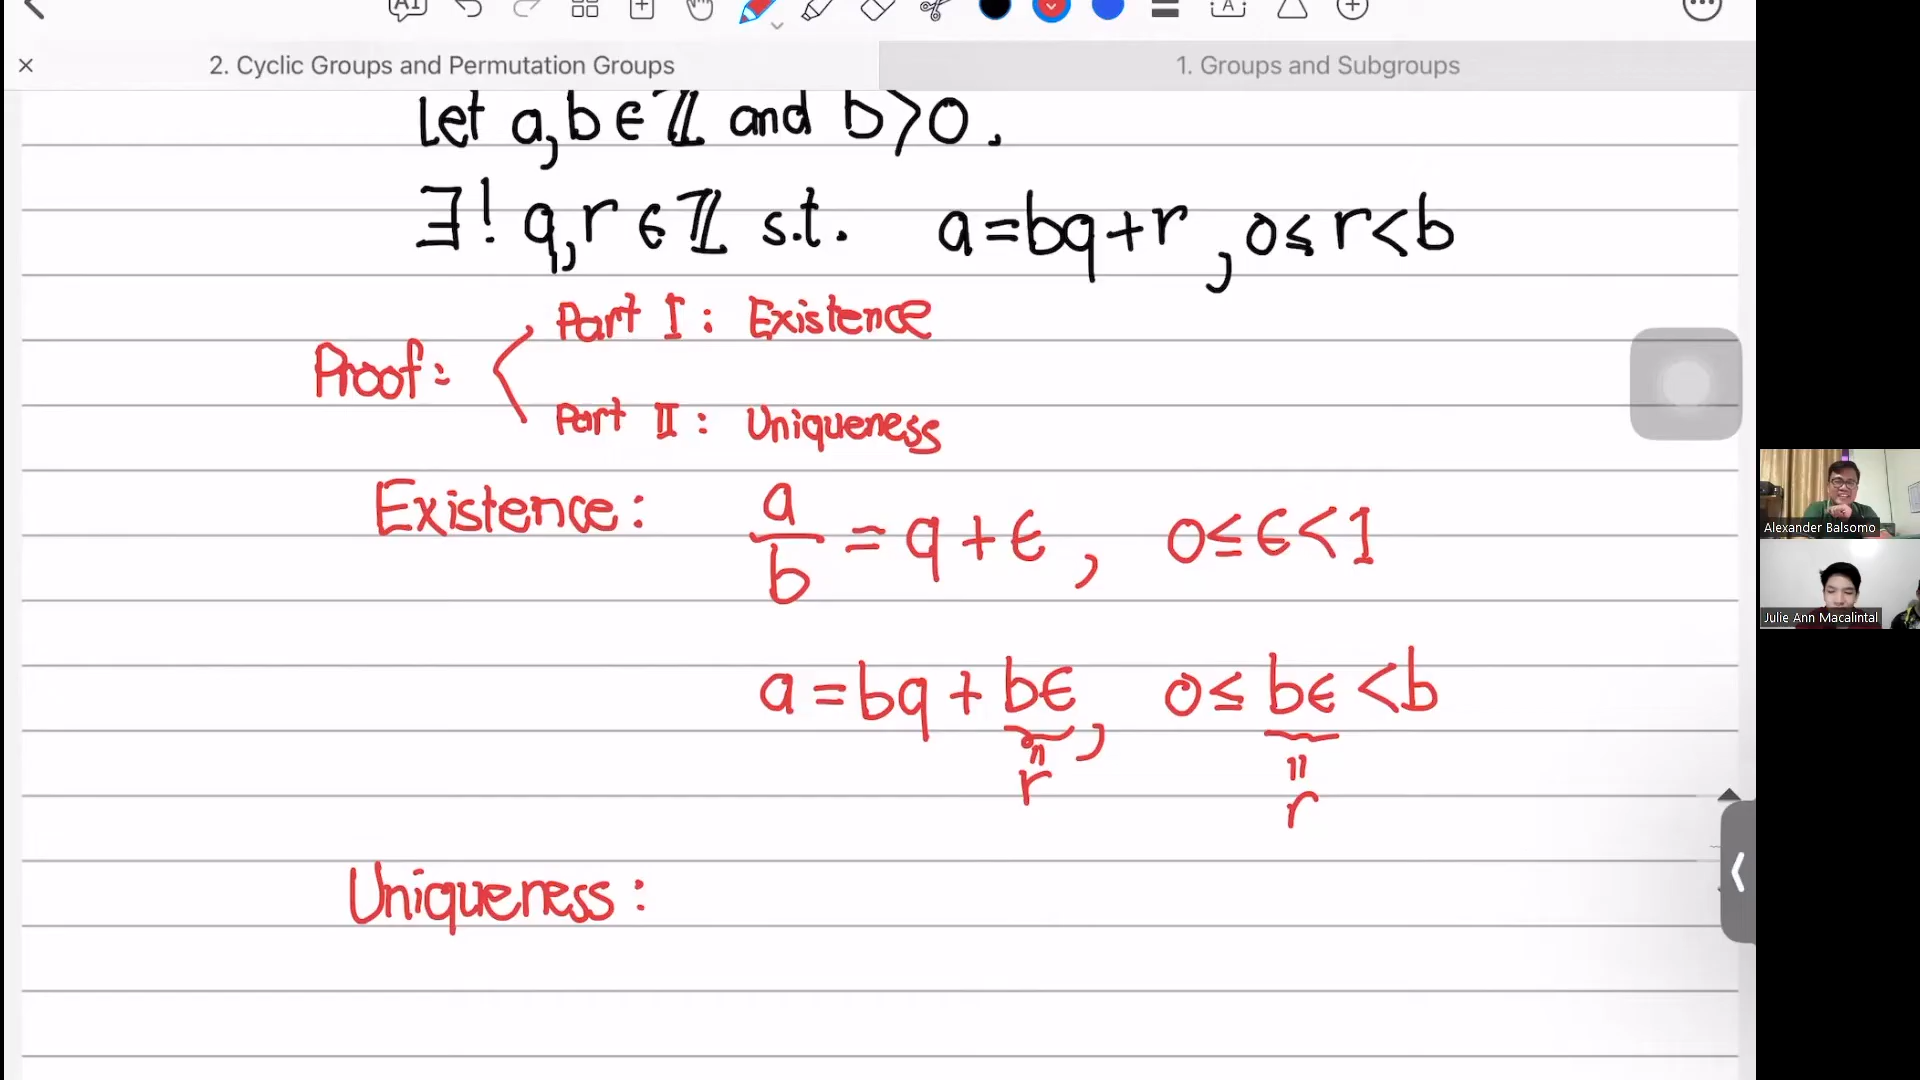 2. Cyclic Groups and Permutation Groups
1. Groups and Subgroups
Let a, b ∈ ℤ and b > 0.
∃! q, r ∈ ℤ s.t. a = bq + r, 0 ≤ r < b
Proof:
Part I : Existence
Part II : Uniqueness
Existence: a/b = q + ϵ, 0 ≤ ϵ < 1
a = bq + bϵ, 0 ≤ bϵ < b
= r
= r
Uniqueness:
Alexander Balsomo
Julie Ann Macalintal